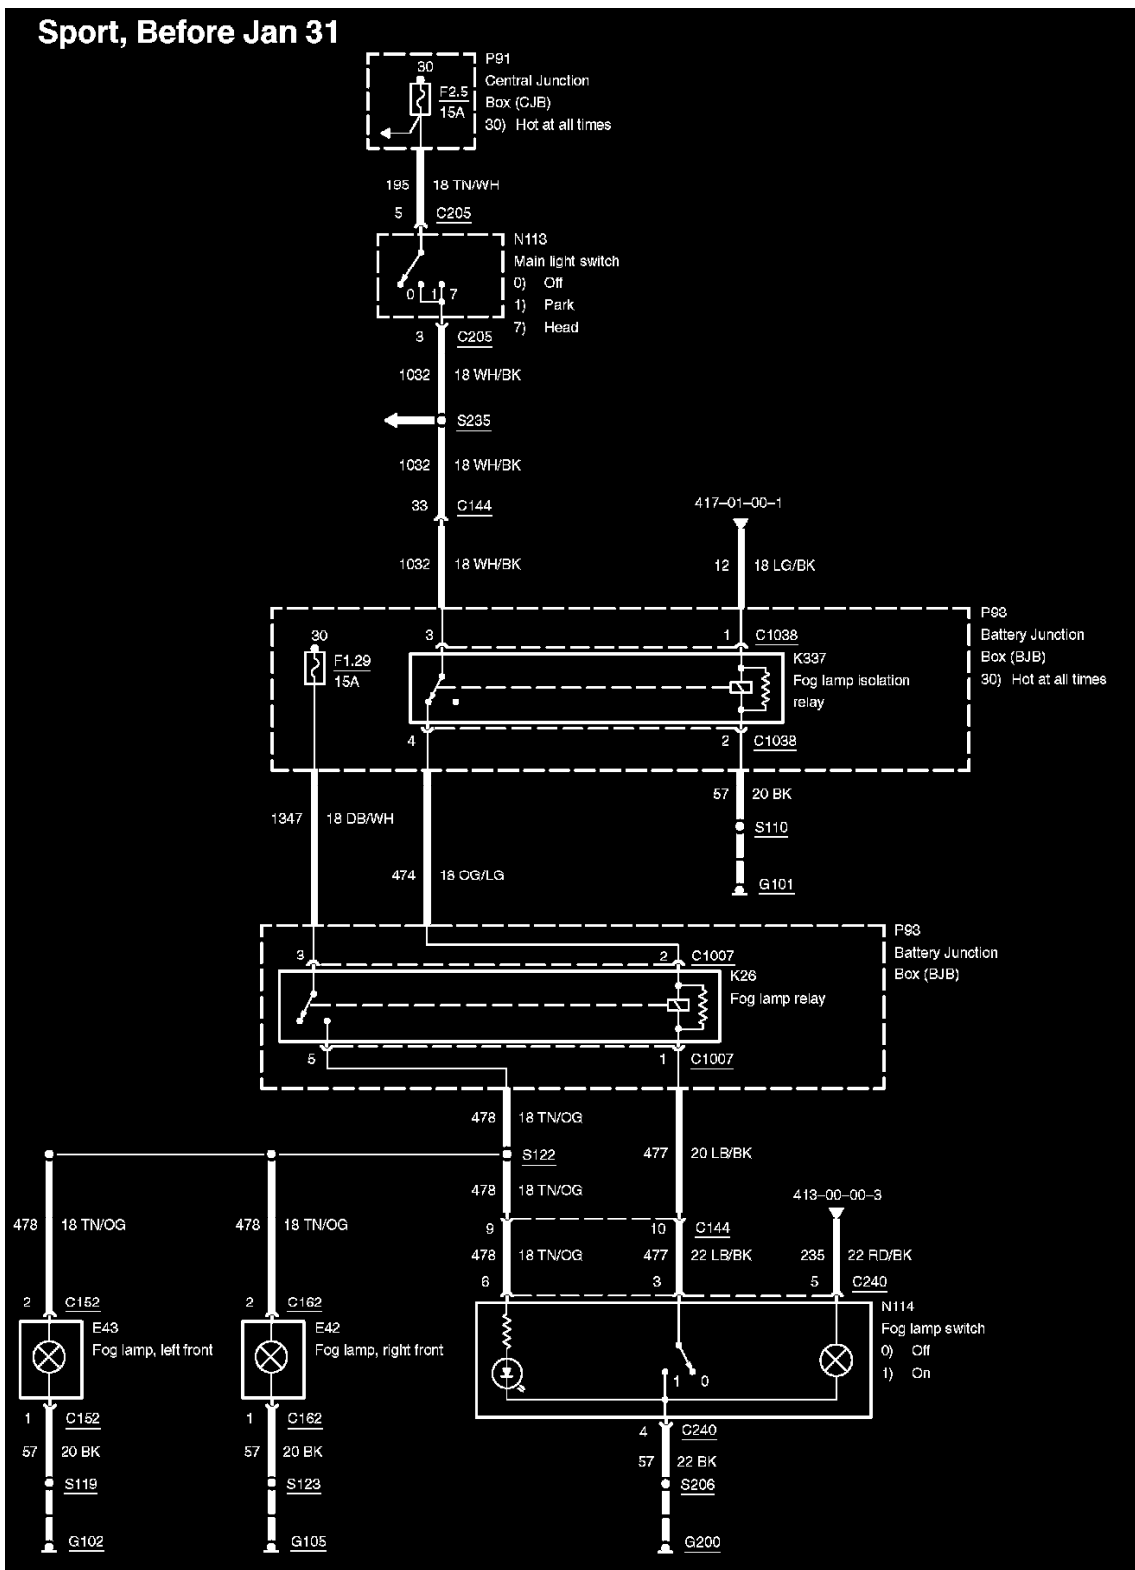 Sport, Before Jan 31
30
F2.5
15A
P91
Central Junction
Box (CJB)
30) Hot at all times
195 18 TN/WH
5 C205
N113
Main light switch
0) Off
1) Park
7) Head
0 1 7
3 C205
1032 18 WH/BK
S235
1032 18 WH/BK
33 C144
417-01-00-1
1032 18 WH/BK
12 18 LG/BK
P93
Battery Junction
Box (BJB)
30) Hot at all times
30
F1.29
15A
3
1 C1038
K337
Fog lamp isolation
relay
4
2 C1038
57 20 BK
1347 18 DB/WH
S110
474 18 OG/LG
G101
P93
Battery Junction
Box (BJB)
3
2 C1007
K26
Fog lamp relay
5
1 C1007
478 18 TN/OG
S122
477 20 LB/BK
478 18 TN/OG
413-00-00-3
478 18 TN/OG
478 18 TN/OG
9
10 C144
478 18 TN/OG
477 22 LB/BK
235 22 RD/BK
6
3
5 C240
2 C152
2 C162
N114
Fog lamp switch
0) Off
1) On
E43
Fog lamp, left front
E42
Fog lamp, right front
1 0
1 C152
1 C162
4 C240
57 20 BK
57 20 BK
57 22 BK
S119
S123
S206
G102
G105
G200